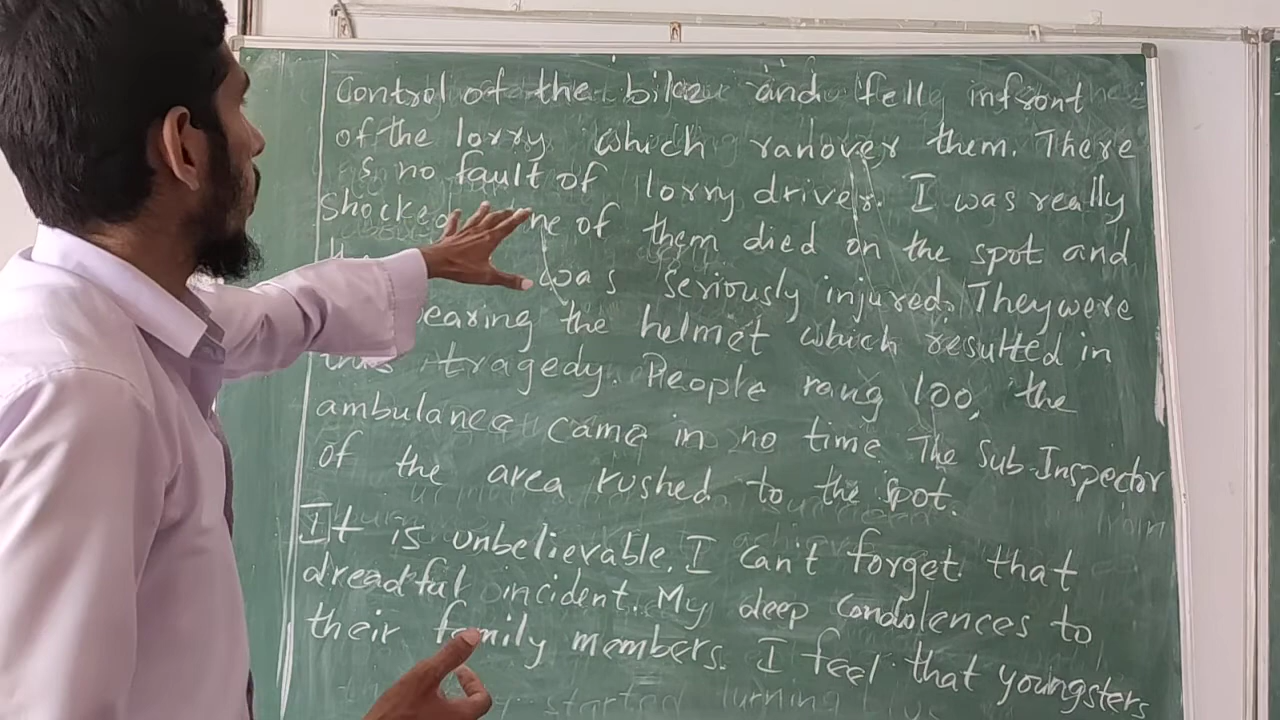 Control of the bike and fell infront
of the lorry which ranover them. There
s no fault of lorry driver. I was really
Shocked ne of them died on the spot and
was seriously injured. They were
earing the helmet which resulted in
this tragedy. People rang 100, the
ambulance came in no time. The Sub-Inspector
of the area rushed to the spot.
It is unbelievable. I can't forget that
dreadful incident. My deep condolences to
their family members. I feel that youngsters